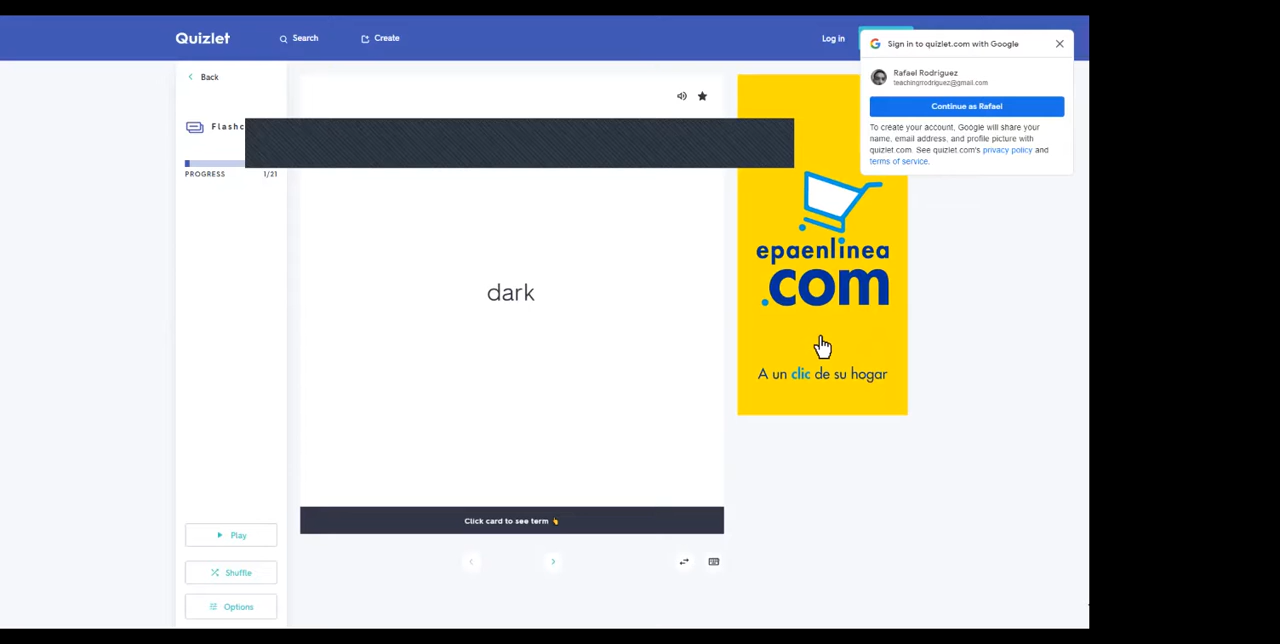 Quizlet
Search
Create
Log in
Sign in to quizlet.com with Google
Rafael Rodriguez
teachingrrodriguez@gmail.com
Continue as Rafael
To create your account, Google will share your
name, email address, and profile picture with
quizlet.com. See quizlet.com's privacy policy and
terms of service.
Back
Flashc
PROGRESS
1/21
dark
Click card to see term
Play
Shuffle
Options
epaenlinea
.com
A un clic de su hogar